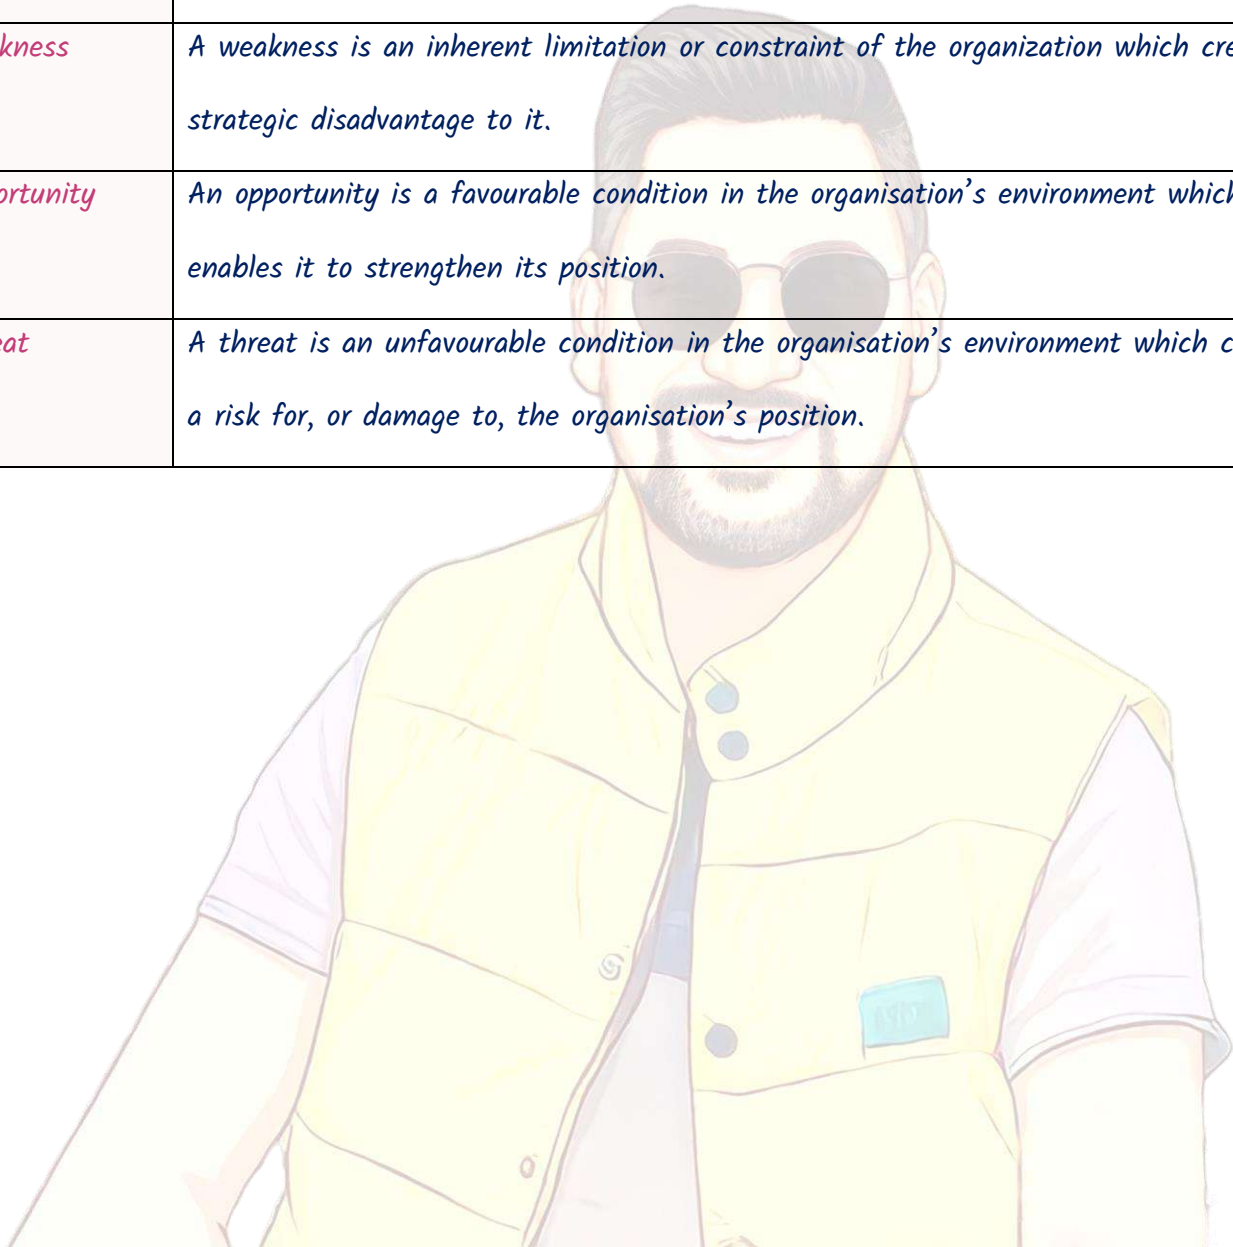 kness
A weakness is an inherent limitation or constraint of the organization which cre
strategic disadvantage to it.
ortunity
An opportunity is a favourable condition in the organisation’s environment which
enables it to strengthen its position.
eat
A threat is an unfavourable condition in the organisation’s environment which c
a risk for, or damage to, the organisation’s position.